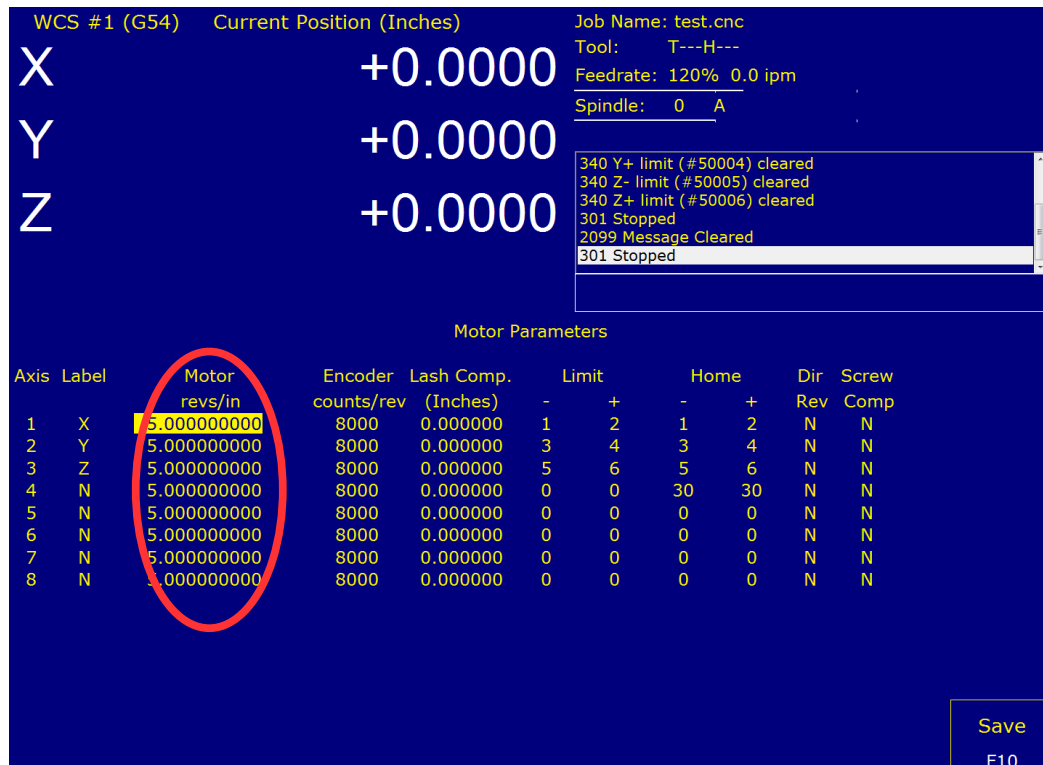 WCS #1 (G54) Current Position (Inches)
X +0.0000
Y +0.0000
Z +0.0000
Job Name: test.cnc
Tool: T---H---
Feedrate: 120% 0.0 ipm
Spindle: 0 A
340 Y+ limit (#50004) cleared
340 Z- limit (#50005) cleared
340 Z+ limit (#50006) cleared
301 Stopped
2099 Message Cleared
301 Stopped
Motor Parameters
Axis Label Motor Encoder Lash Comp. Limit Home Dir Screw
revs/in counts/rev (Inches) - + - + Rev Comp
1 X 5.000000000 8000 0.000000 1 2 1 2 N N
2 Y 5.000000000 8000 0.000000 3 4 3 4 N N
3 Z 5.000000000 8000 0.000000 5 6 5 6 N N
4 N 5.000000000 8000 0.000000 0 0 30 30 N N
5 N 5.000000000 8000 0.000000 0 0 0 0 N N
6 N 5.000000000 8000 0.000000 0 0 0 0 N N
7 N 5.000000000 8000 0.000000 0 0 0 0 N N
8 N 5.000000000 8000 0.000000 0 0 0 0 N N
Save
F10